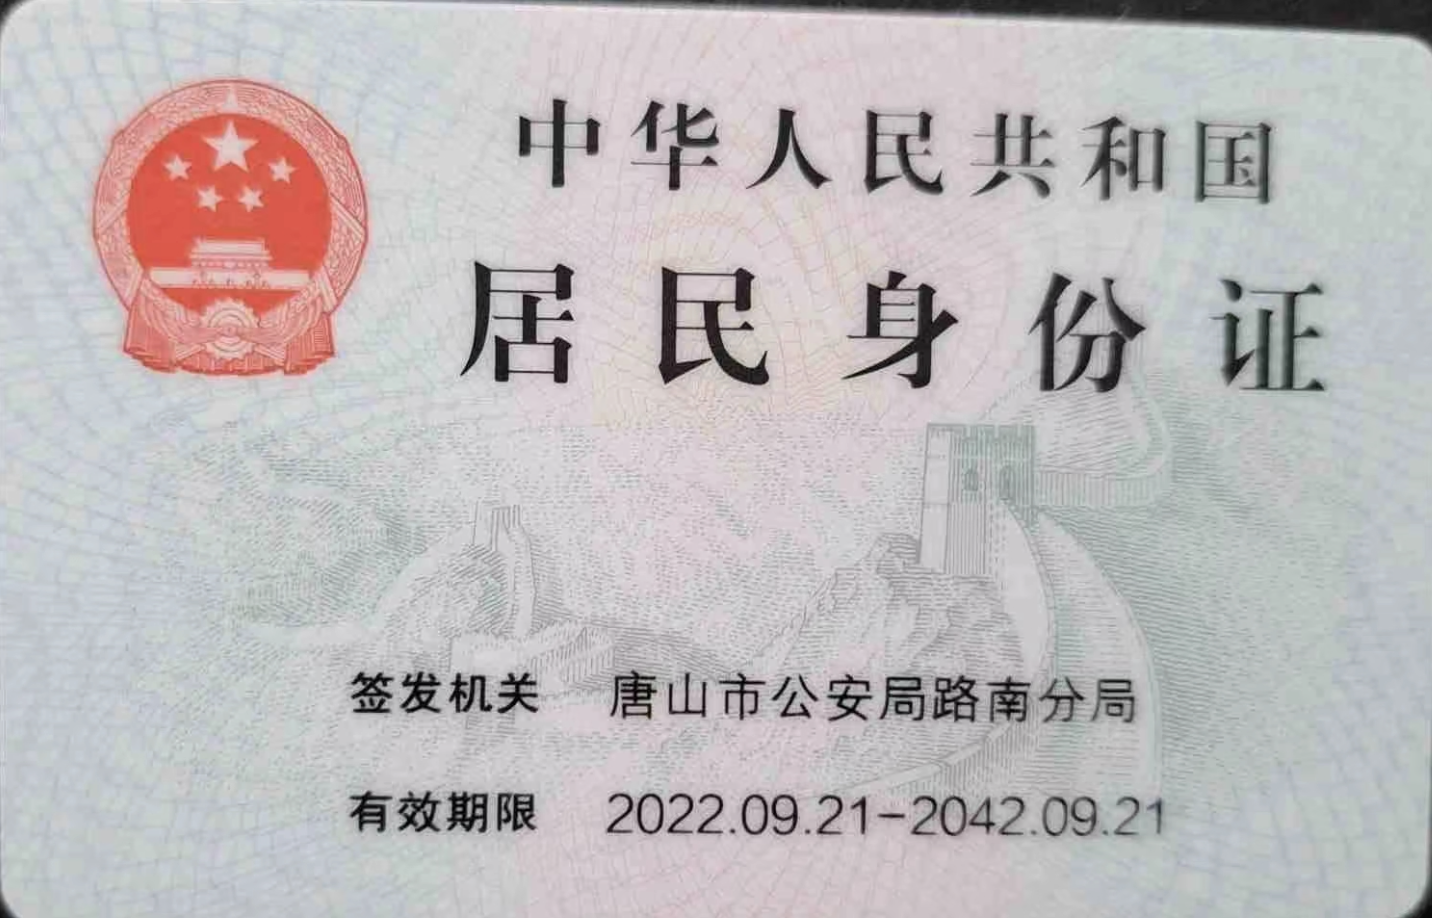 中华人民共和国
居民身份证
签发机关 唐山市公安局路南分局
有效期限 2022.09.21-2042.09.21